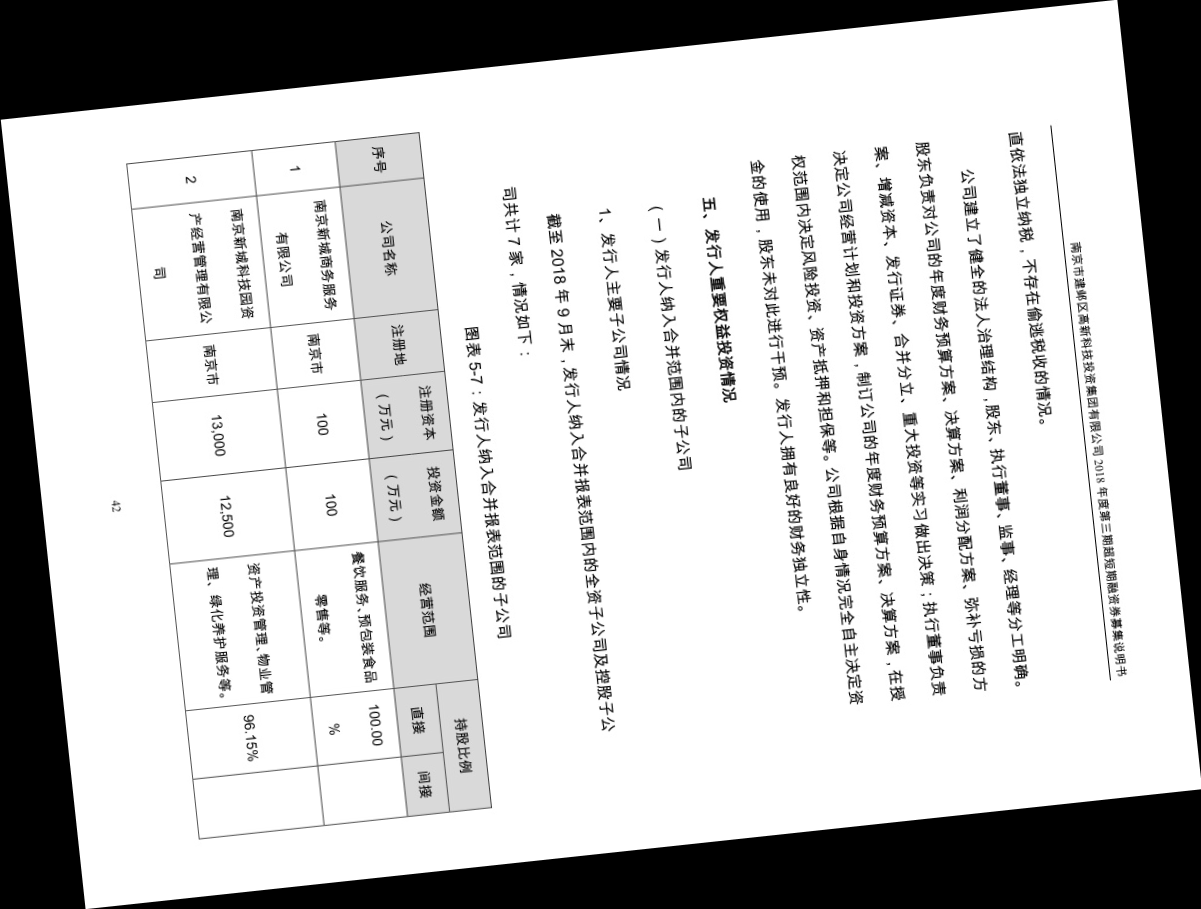 南京市建邺区高新科技投资集团有限公司 2018 年度第三期超短期融资券募集说明书
直依法独立纳税，不存在偷逃税收的情况。
公司建立了健全的法人治理结构，股东、执行董事、监事、经理等分工明确。
股东负责对公司的年度财务预算方案、决算方案、利润分配方案、弥补亏损的方
案、增减资本、发行证券、合并分立、重大投资等实习做出决策；执行董事负责
决定公司经营计划和投资方案，制订公司的年度财务预算方案、决算方案，在授
权范围内决定风险投资、资产抵押和担保等。公司根据自身情况完全自主决定资
金的使用，股东未对此进行干预。发行人拥有良好的财务独立性。
五、发行人重要权益投资情况
（一）发行人纳入合并范围内的子公司
1、发行人主要子公司情况
截至 2018 年 9 月末，发行人纳入合并报表范围内的全资子公司及控股子公
司共计 7 家，情况如下：
图表 5-7：发行人纳入合并报表范围的子公司
序号 公司名称 注册地 注册资本 投资金额 经营范围 持股比例
（万元） （万元） 直接 间接
1 南京新城商务服务 南京市 100 100 餐饮服务、预包装食品 100.00
有限公司 零售等。 %
2 南京新城科技园资 南京市 13,000 12,500 资产投资管理、物业管 96.15%
产经营管理有限公 理、绿化养护服务等。
司
42